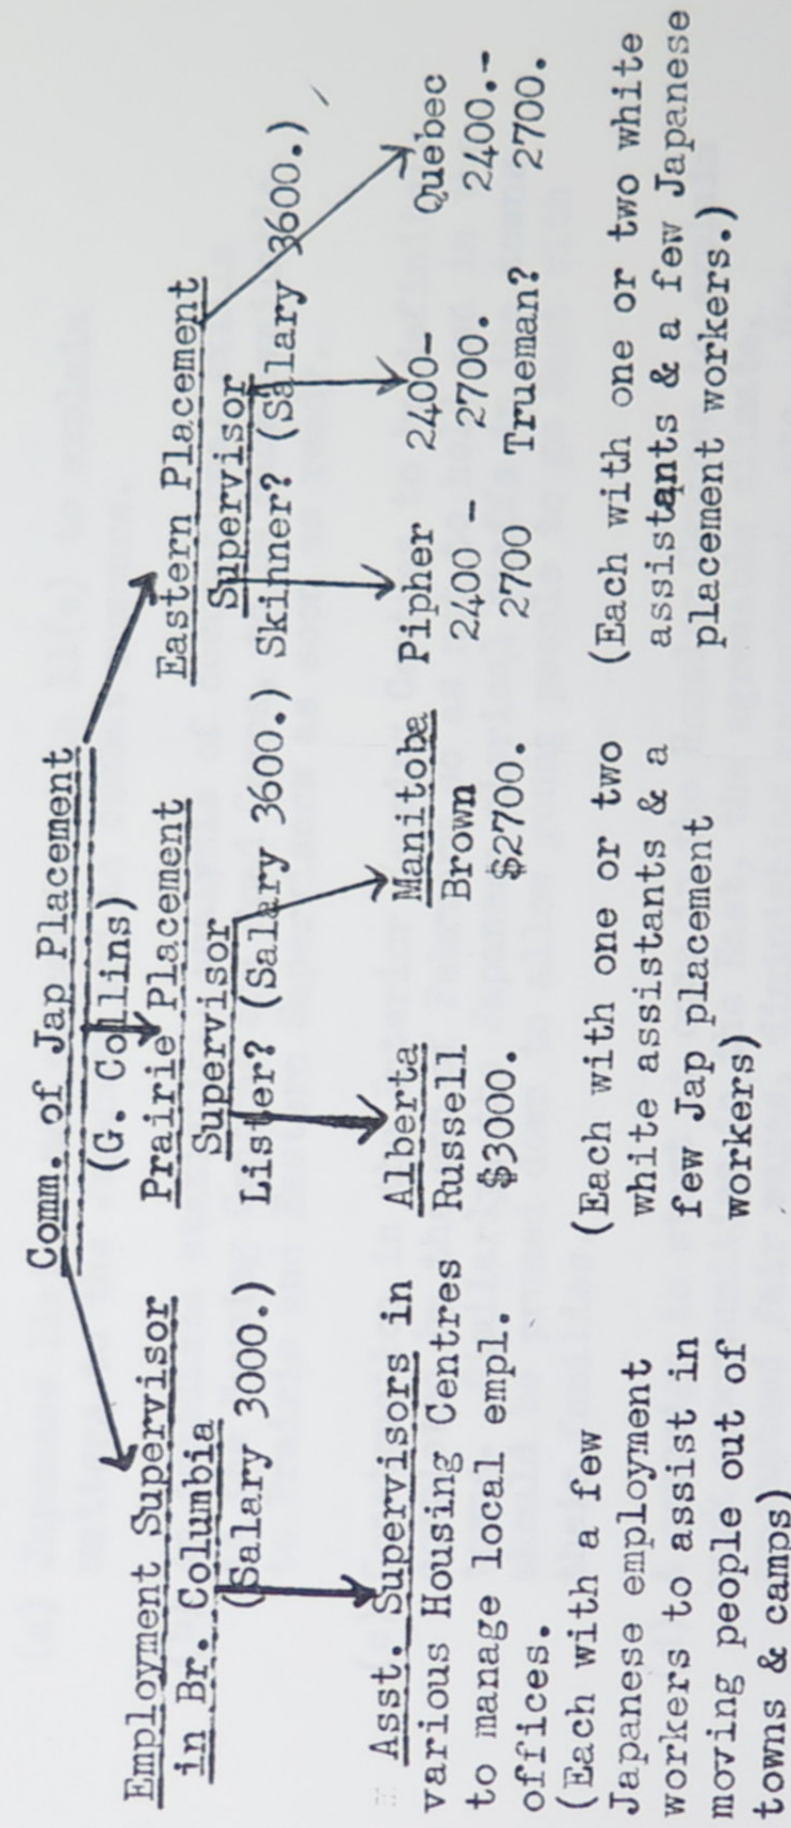 Comm. of Jap Placement
(G. Collins)
Employment Supervisor
in Br. Columbia
(Salary 3000.)
Prairie Placement
Supervisor
Lister? (Salary 3600.)
Eastern Placement
Supervisor
Skinner? (Salary 3600.)
Asst. Supervisors in
various Housing Centres
to manage local empl.
offices.
(Each with a few
Japanese employment
workers to assist in
moving people out of
towns & camps)
Alberta
Russell
$3000.
Manitoba
Brown
$2700.
(Each with one or two
white assistants & a
few Jap placement
workers)
Pipher
2400 -
2700
2400-
2700.
Trueman?
Quebec
2400.-
2700.
(Each with one or two white
assistants & a few Japanese
placement workers.)